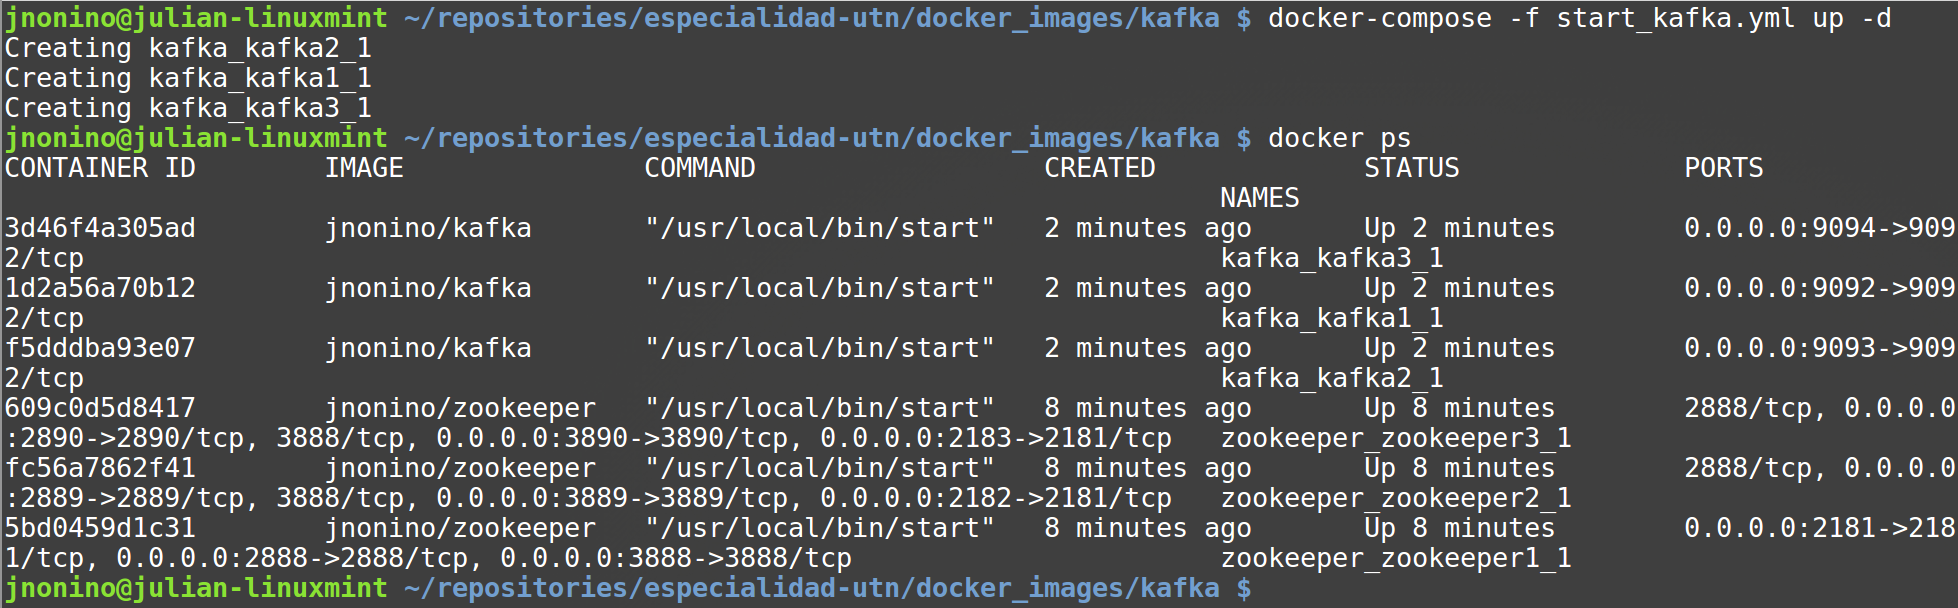 jnonino@julian-linuxmint ~/repositories/especialidad-utn/docker_images/kafka $ docker-compose -f start_kafka.yml up -d
Creating kafka_kafka2_1
Creating kafka_kafka1_1
Creating kafka_kafka3_1
jnonino@julian-linuxmint ~/repositories/especialidad-utn/docker_images/kafka $ docker ps
CONTAINER ID        IMAGE               COMMAND                  CREATED             STATUS              PORTS
                                                                            NAMES
3d46f4a305ad        jnonino/kafka       "/usr/local/bin/start"   2 minutes ago       Up 2 minutes        0.0.0.0:9094->909
2/tcp                                                                       kafka_kafka3_1
1d2a56a70b12        jnonino/kafka       "/usr/local/bin/start"   2 minutes ago       Up 2 minutes        0.0.0.0:9092->909
2/tcp                                                                       kafka_kafka1_1
f5dddba93e07        jnonino/kafka       "/usr/local/bin/start"   2 minutes ago       Up 2 minutes        0.0.0.0:9093->909
2/tcp                                                                       kafka_kafka2_1
609c0d5d8417        jnonino/zookeeper   "/usr/local/bin/start"   8 minutes ago       Up 8 minutes        2888/tcp, 0.0.0.0
:2890->2890/tcp, 3888/tcp, 0.0.0.0:3890->3890/tcp, 0.0.0.0:2183->2181/tcp   zookeeper_zookeeper3_1
fc56a7862f41        jnonino/zookeeper   "/usr/local/bin/start"   8 minutes ago       Up 8 minutes        2888/tcp, 0.0.0.0
:2889->2889/tcp, 3888/tcp, 0.0.0.0:3889->3889/tcp, 0.0.0.0:2182->2181/tcp   zookeeper_zookeeper2_1
5bd0459d1c31        jnonino/zookeeper   "/usr/local/bin/start"   8 minutes ago       Up 8 minutes        0.0.0.0:2181->218
1/tcp, 0.0.0.0:2888->2888/tcp, 0.0.0.0:3888->3888/tcp                       zookeeper_zookeeper1_1
jnonino@julian-linuxmint ~/repositories/especialidad-utn/docker_images/kafka $